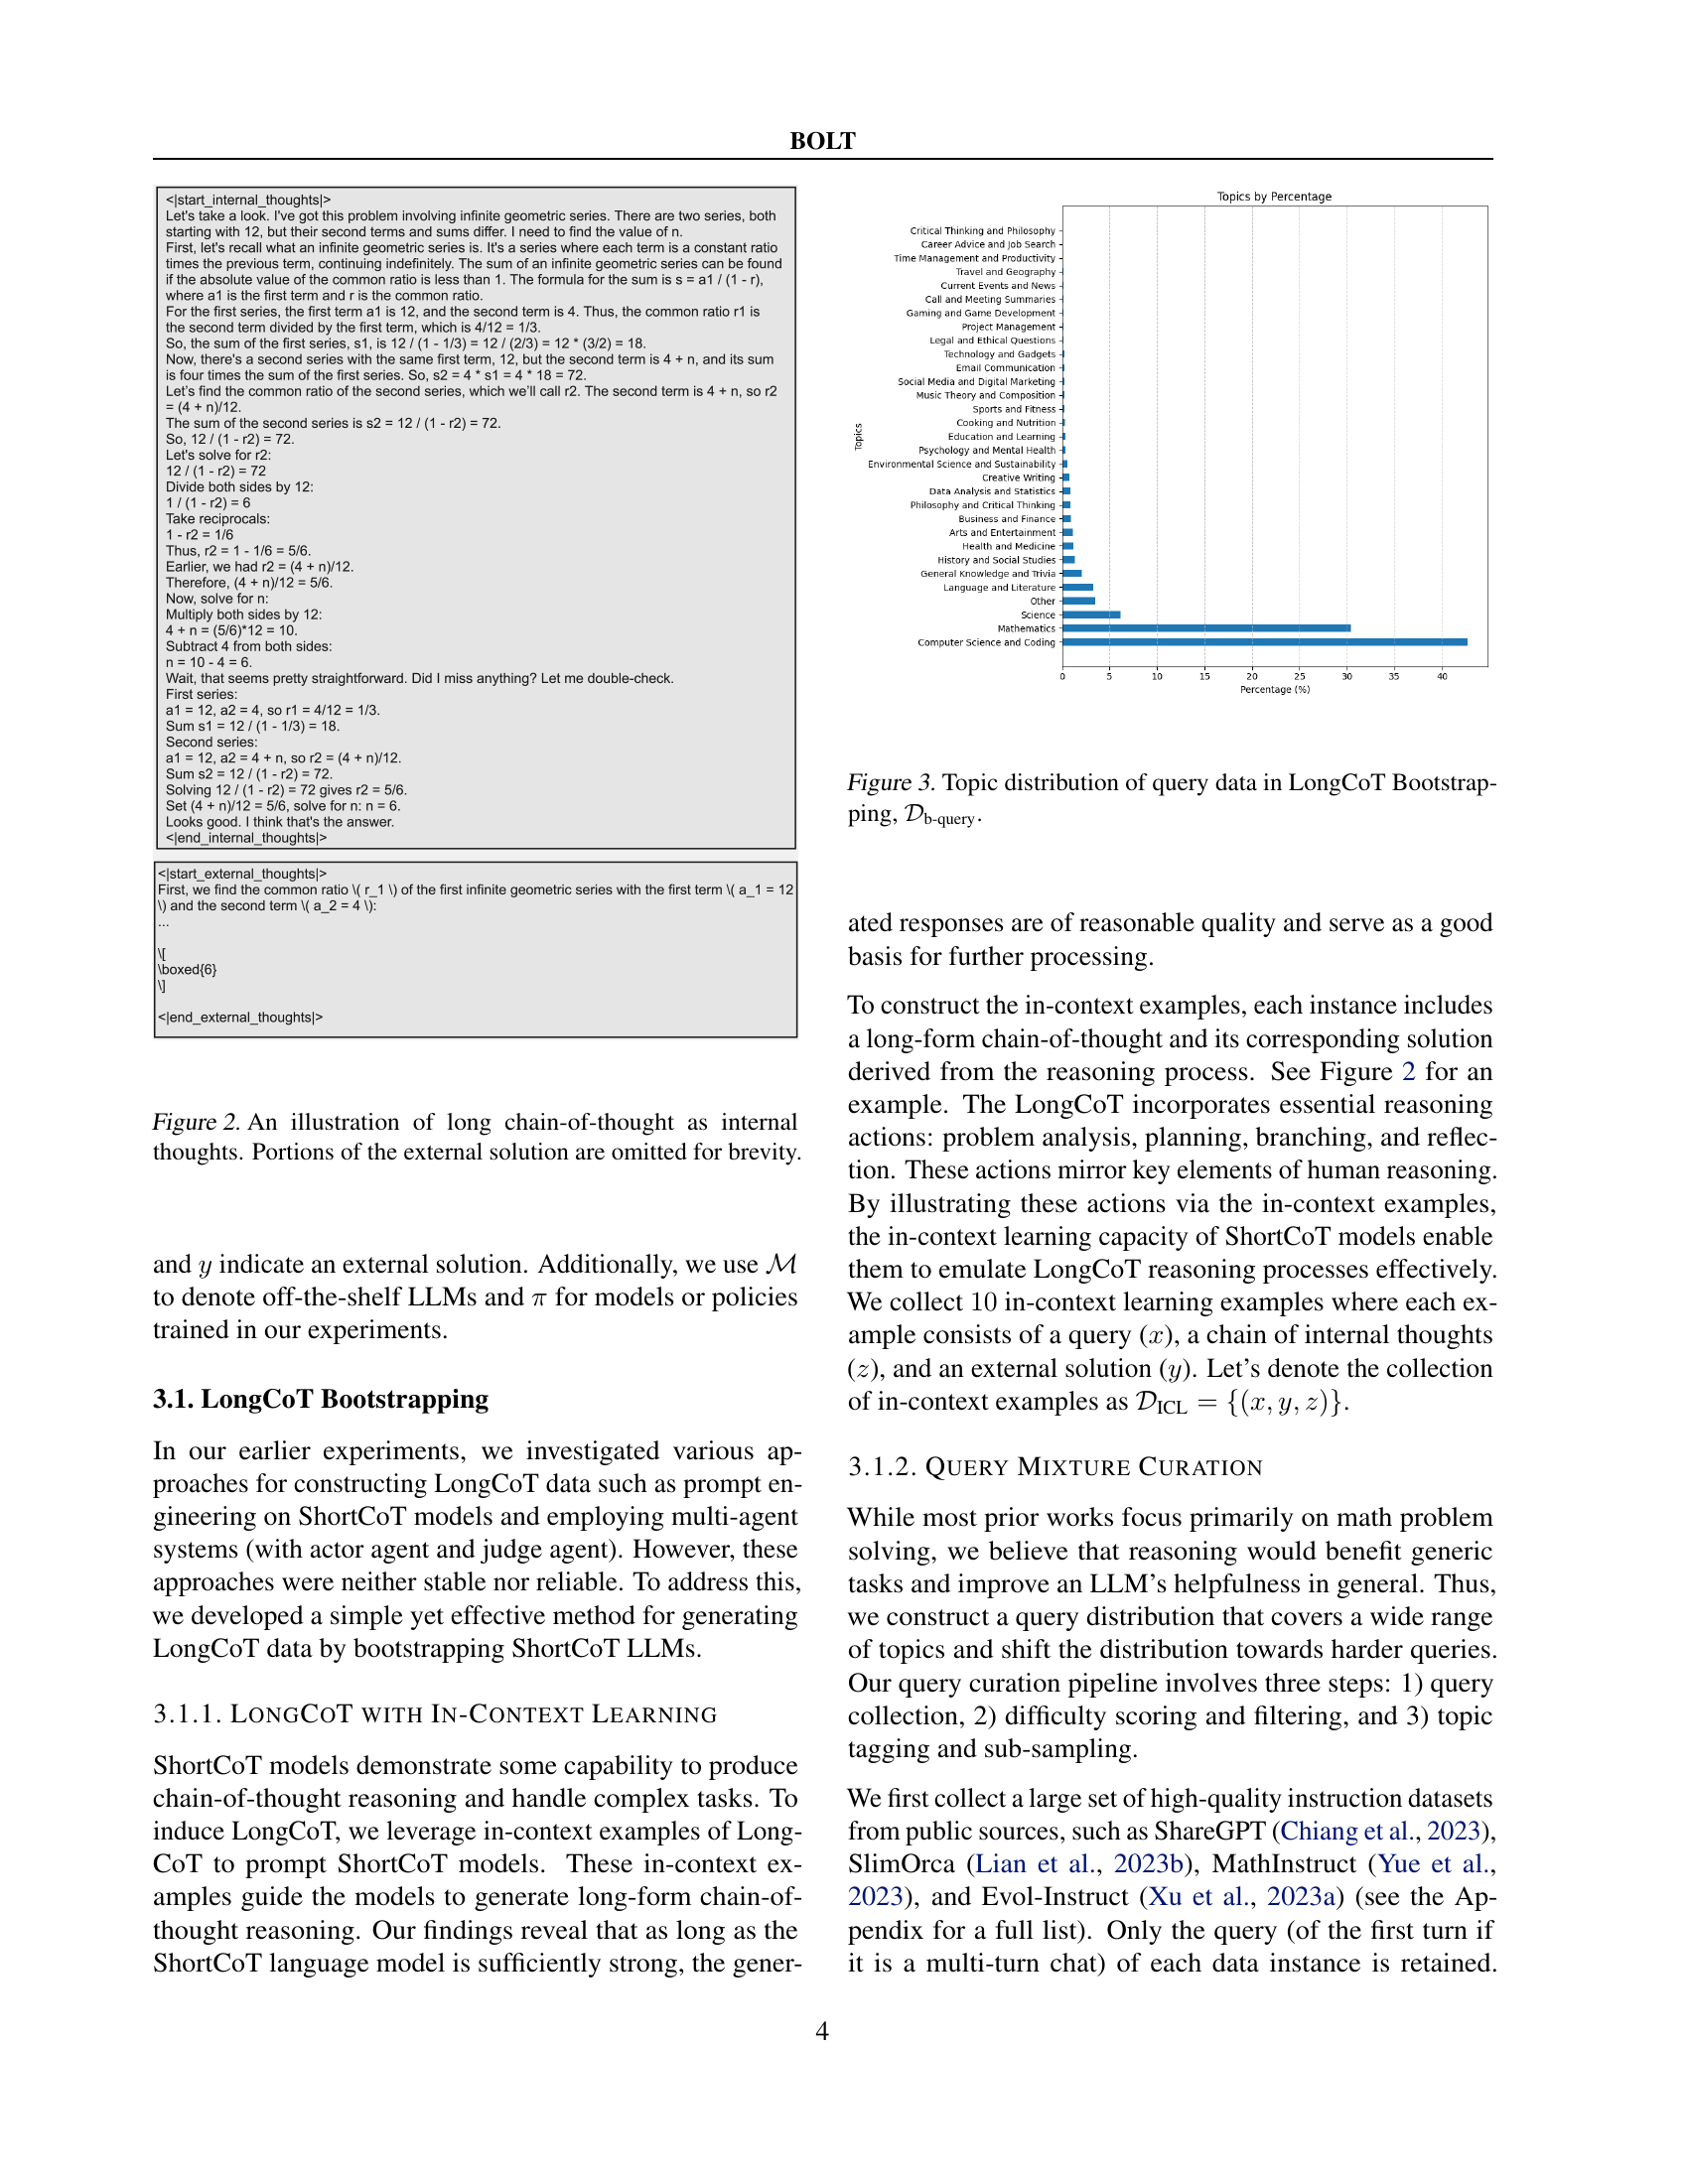 BOLT
<|start_internal_thoughts|>
Let's take a look. I've got this problem involving infinite geometric series. There are two series, both
starting with 12, but their second terms and sums differ. I need to find the value of n.
First, let's recall what an infinite geometric series is. It's a series where each term is a constant ratio
times the previous term, continuing indefinitely. The sum of an infinite geometric series can be found
if the absolute value of the common ratio is less than 1. The formula for the sum is s = a1 / (1 - r),
where a1 is the first term and r is the common ratio.
For the first series, the first term a1 is 12, and the second term is 4. Thus, the common ratio r1 is
the second term divided by the first term, which is 4/12 = 1/3.
So, the sum of the first series, s1, is 12 / (1 - 1/3) = 12 / (2/3) = 12 * (3/2) = 18.
Now, there's a second series with the same first term, 12, but the second term is 4 + n, and its sum
is four times the sum of the first series. So, s2 = 4 * s1 = 4 * 18 = 72.
Let's find the common ratio of the second series, which we'll call r2. The second term is 4 + n, so r2
= (4 + n)/12.
The sum of the second series is s2 = 12 / (1 - r2) = 72.
So, 12 / (1 - r2) = 72.
Let's solve for r2:
12 / (1 - r2) = 72
Divide both sides by 12:
1 / (1 - r2) = 6
Take reciprocals:
1 - r2 = 1/6
Thus, r2 = 1 - 1/6 = 5/6.
Earlier, we had r2 = (4 + n)/12.
Therefore, (4 + n)/12 = 5/6.
Now, solve for n:
Multiply both sides by 12:
4 + n = (5/6)*12 = 10.
Subtract 4 from both sides:
n = 10 - 4 = 6.
Wait, that seems pretty straightforward. Did I miss anything? Let me double-check.
First series:
a1 = 12, a2 = 4, so r1 = 4/12 = 1/3.
Sum s1 = 12 / (1 - 1/3) = 18.
Second series:
a1 = 12, a2 = 4 + n, so r2 = (4 + n)/12.
Sum s2 = 12 / (1 - r2) = 72.
Solving 12 / (1 - r2) = 72 gives r2 = 5/6.
Set (4 + n)/12 = 5/6, solve for n: n = 6.
Looks good. I think that's the answer.
<|end_internal_thoughts|>
<|start_external_thoughts|>
First, we find the common ratio \( r_1 \) of the first infinite geometric series with the first term \( a_1 = 12
\) and the second term \( a_2 = 4 \):
...
\[
\boxed{6}
\]
<|end_external_thoughts|>
Figure 2. An illustration of long chain-of-thought as internal
thoughts. Portions of the external solution are omitted for brevity.
and y indicate an external solution. Additionally, we use M
to denote off-the-shelf LLMs and π for models or policies
trained in our experiments.
3.1. LongCoT Bootstrapping
In our earlier experiments, we investigated various ap-
proaches for constructing LongCoT data such as prompt en-
gineering on ShortCoT models and employing multi-agent
systems (with actor agent and judge agent). However, these
approaches were neither stable nor reliable. To address this,
we developed a simple yet effective method for generating
LongCoT data by bootstrapping ShortCoT LLMs.
3.1.1. LONGCOT WITH IN-CONTEXT LEARNING
ShortCoT models demonstrate some capability to produce
chain-of-thought reasoning and handle complex tasks. To
induce LongCoT, we leverage in-context examples of Long-
CoT to prompt ShortCoT models. These in-context ex-
amples guide the models to generate long-form chain-of-
thought reasoning. Our findings reveal that as long as the
ShortCoT language model is sufficiently strong, the gener-
Topics by Percentage
Topics
Critical Thinking and Philosophy
Career Advice and Job Search
Time Management and Productivity
Travel and Geography
Current Events and News
Call and Meeting Summaries
Gaming and Game Development
Project Management
Legal and Ethical Questions
Technology and Gadgets
Email Communication
Social Media and Digital Marketing
Music Theory and Composition
Sports and Fitness
Cooking and Nutrition
Education and Learning
Psychology and Mental Health
Environmental Science and Sustainability
Creative Writing
Data Analysis and Statistics
Philosophy and Critical Thinking
Business and Finance
Arts and Entertainment
Health and Medicine
History and Social Studies
General Knowledge and Trivia
Language and Literature
Other
Science
Mathematics
Computer Science and Coding
0 5 10 15 20 25 30 35 40
Percentage (%)
Figure 3. Topic distribution of query data in LongCoT Bootstrap-
ping, D_b-query.
ated responses are of reasonable quality and serve as a good
basis for further processing.
To construct the in-context examples, each instance includes
a long-form chain-of-thought and its corresponding solution
derived from the reasoning process. See Figure 2 for an
example. The LongCoT incorporates essential reasoning
actions: problem analysis, planning, branching, and reflec-
tion. These actions mirror key elements of human reasoning.
By illustrating these actions via the in-context examples,
the in-context learning capacity of ShortCoT models enable
them to emulate LongCoT reasoning processes effectively.
We collect 10 in-context learning examples where each ex-
ample consists of a query (x), a chain of internal thoughts
(z), and an external solution (y). Let's denote the collection
of in-context examples as D_ICL = {(x, y, z)}.
3.1.2. QUERY MIXTURE CURATION
While most prior works focus primarily on math problem
solving, we believe that reasoning would benefit generic
tasks and improve an LLM's helpfulness in general. Thus,
we construct a query distribution that covers a wide range
of topics and shift the distribution towards harder queries.
Our query curation pipeline involves three steps: 1) query
collection, 2) difficulty scoring and filtering, and 3) topic
tagging and sub-sampling.
We first collect a large set of high-quality instruction datasets
from public sources, such as ShareGPT (Chiang et al., 2023),
SlimOrca (Lian et al., 2023b), MathInstruct (Yue et al.,
2023), and Evol-Instruct (Xu et al., 2023a) (see the Ap-
pendix for a full list). Only the query (of the first turn if
it is a multi-turn chat) of each data instance is retained.
4